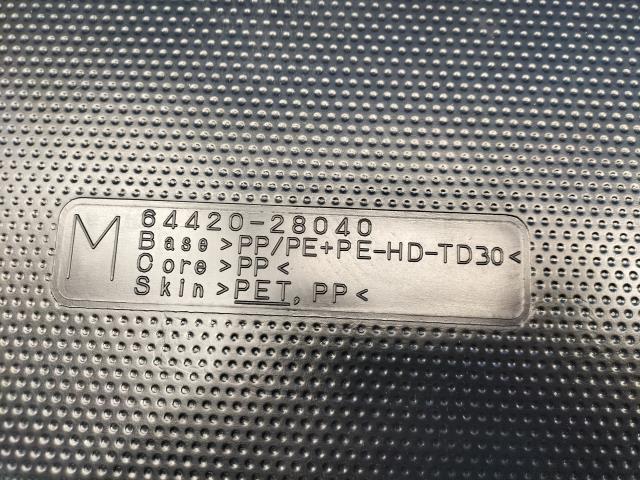 M
64420-28040
Base >PP/PE+PE-HD-TD30<
Core >PP<
Skin >PET, PP<